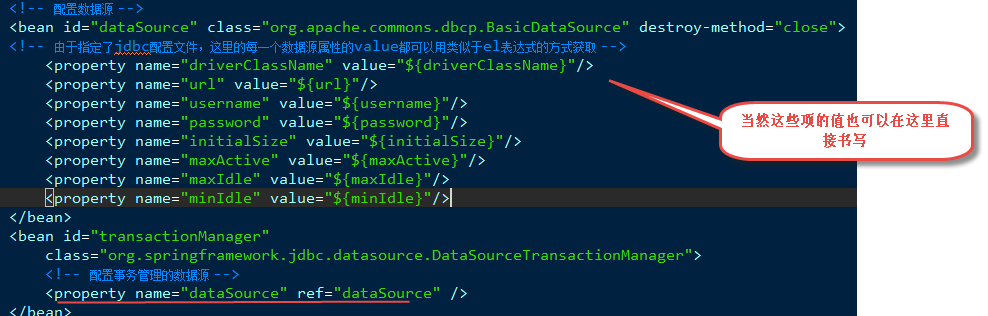 <!-- 配置数据源 -->
<bean id="dataSource" class="org.apache.commons.dbcp.BasicDataSource" destroy-method="close">
<!-- 由于指定了jdbc配置文件，这里的每一个数据源属性的value都可以用类似于el表达式的方式获取 -->
<property name="driverClassName" value="${driverClassName}"/>
<property name="url" value="${url}"/>
<property name="username" value="${username}"/>
<property name="password" value="${password}"/>
<property name="initialSize" value="${initialSize}"/>
<property name="maxActive" value="${maxActive}"/>
<property name="maxIdle" value="${maxIdle}"/>
<property name="minIdle" value="${minIdle}"/>
</bean>
<bean id="transactionManager"
class="org.springframework.jdbc.datasource.DataSourceTransactionManager">
<!-- 配置事务管理的数据源 -->
<property name="dataSource" ref="dataSource" />
</bean>
当然这些项的值也可以在这里直
接书写